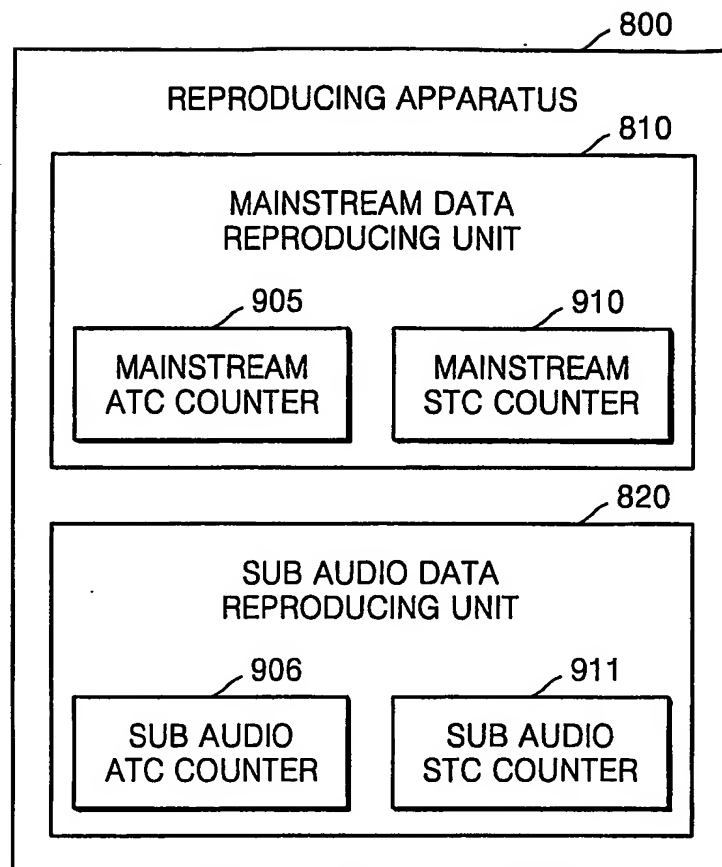 800
REPRODUCING APPARATUS
810
MAINSTREAM DATA
REPRODUCING UNIT
905
MAINSTREAM
ATC COUNTER
910
MAINSTREAM
STC COUNTER
820
SUB AUDIO DATA
REPRODUCING UNIT
906
SUB AUDIO
ATC COUNTER
911
SUB AUDIO
STC COUNTER